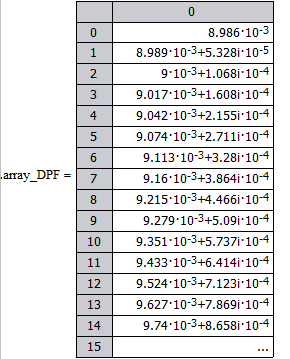 0
0 8.986·10-3
1 8.989·10-3+5.328i·10-5
2 9·10-3+1.068i·10-4
3 9.017·10-3+1.608i·10-4
4 9.042·10-3+2.155i·10-4
5 9.074·10-3+2.711i·10-4
6 9.113·10-3+3.28i·10-4
.array_DPF = 7 9.16·10-3+3.864i·10-4
8 9.215·10-3+4.466i·10-4
9 9.279·10-3+5.09i·10-4
10 9.351·10-3+5.737i·10-4
11 9.433·10-3+6.414i·10-4
12 9.524·10-3+7.123i·10-4
13 9.627·10-3+7.869i·10-4
14 9.74·10-3+8.658i·10-4
15 ...